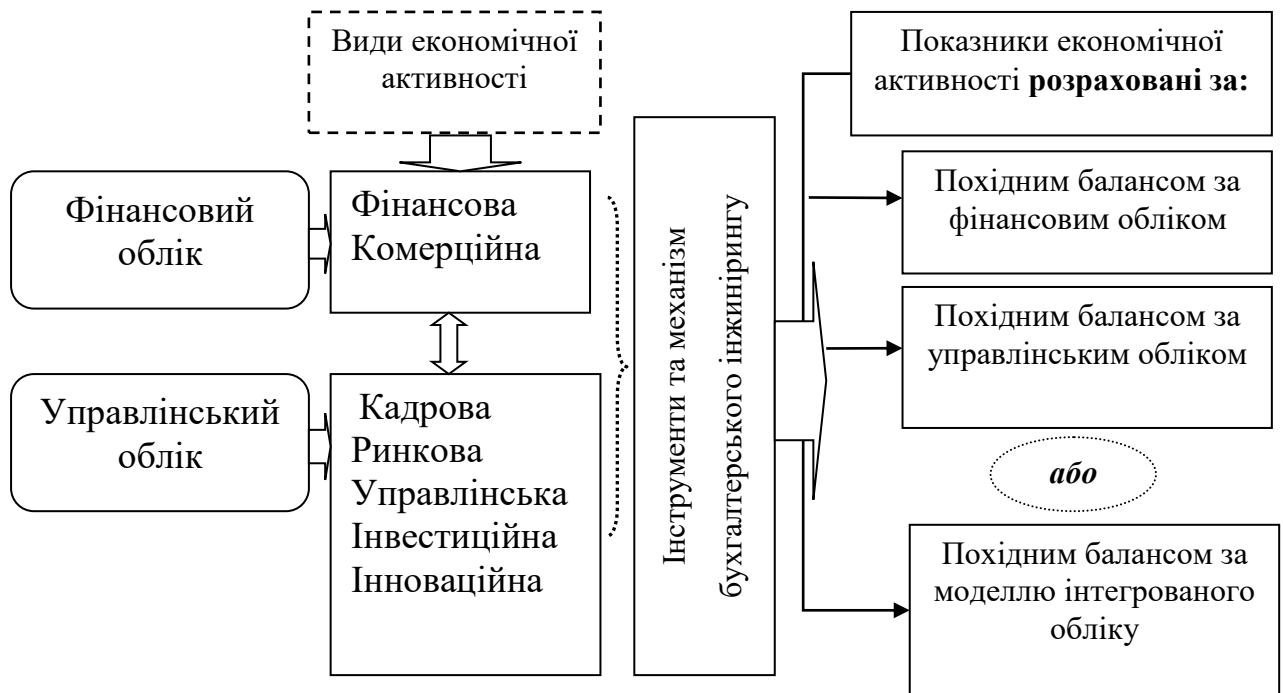 Види економічної
активності
Показники економічної
активності розраховані за:
Фінансовий
облік
Фінансова
Комерційна
Управлінський
облік
Кадрова
Ринкова
Управлінська
Інвестиційна
Інноваційна
Інструменти та механізм
бухгалтерського інжинірингу
Похідним балансом за
фінансовим обліком
Похідним балансом за
управлінським обліком
або
Похідним балансом за
моделлю інтегрованого
обліку